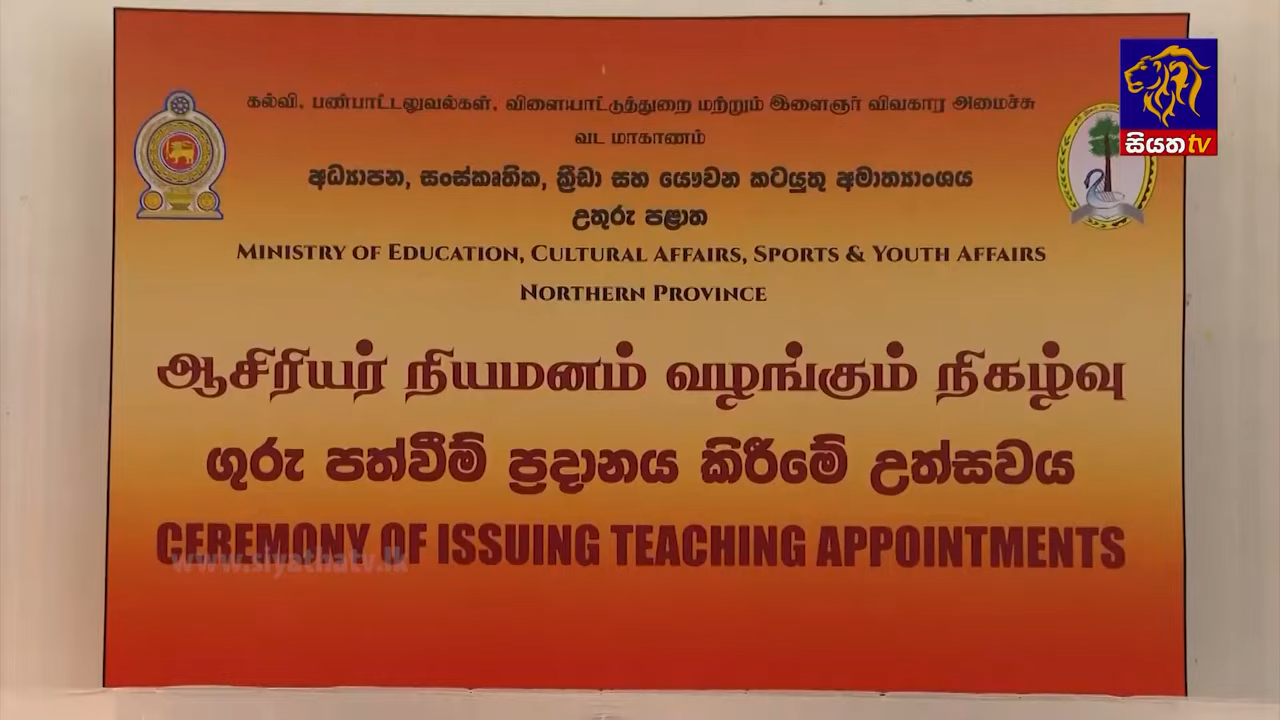 கல்வி, பண்பாட்டலுவல்கள், விளையாட்டுத்துறை மற்றும் இளைஞர் விவகார அமைச்சு
வட மாகாணம்
අධ්‍යාපන, සංස්කෘතික, ක්‍රීඩා සහ යෞවන කටයුතු අමාත්‍යාංශය
උතුරු පළාත
MINISTRY OF EDUCATION, CULTURAL AFFAIRS, SPORTS & YOUTH AFFAIRS
NORTHERN PROVINCE
ஆசிரியர் நியமனம் வழங்கும் நிகழ்வு
ගුරු පත්වීම් ප්‍රදානය කිරීමේ උත්සවය
CEREMONY OF ISSUING TEACHING APPOINTMENTS
www.siyathatv.lk
සියත tv